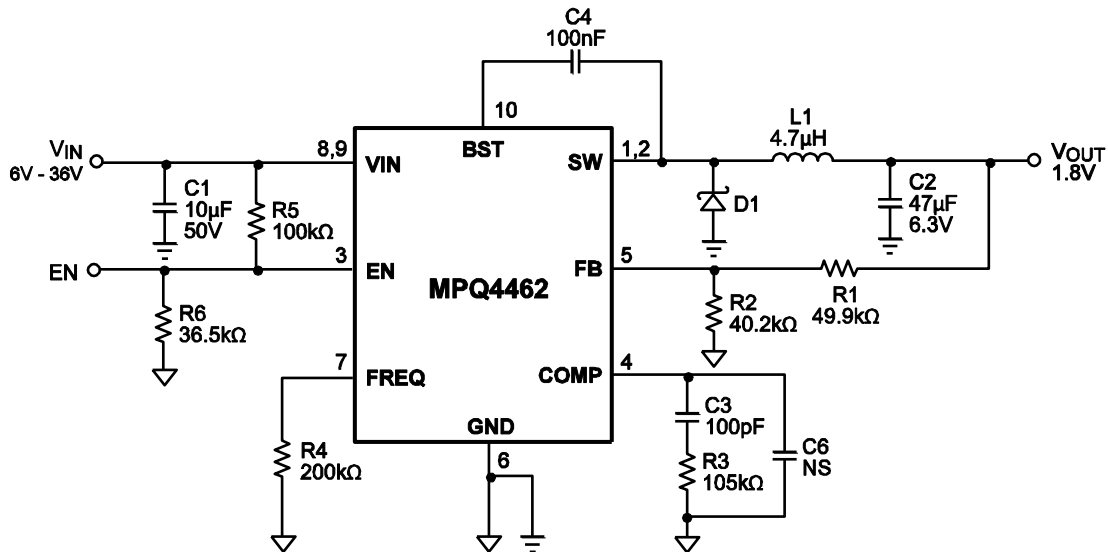 C4
100nF
10
BST
VIN
6V - 36V
8,9
VIN
SW
1,2
L1
4.7µH
VOUT
1.8V
C1
10µF
50V
R5
100kΩ
D1
C2
47µF
6.3V
EN
3
EN
FB
5
MPQ4462
R1
49.9kΩ
R2
40.2kΩ
R6
36.5kΩ
7
FREQ
COMP
4
GND
6
R4
200kΩ
C3
100pF
R3
105kΩ
C6
NS